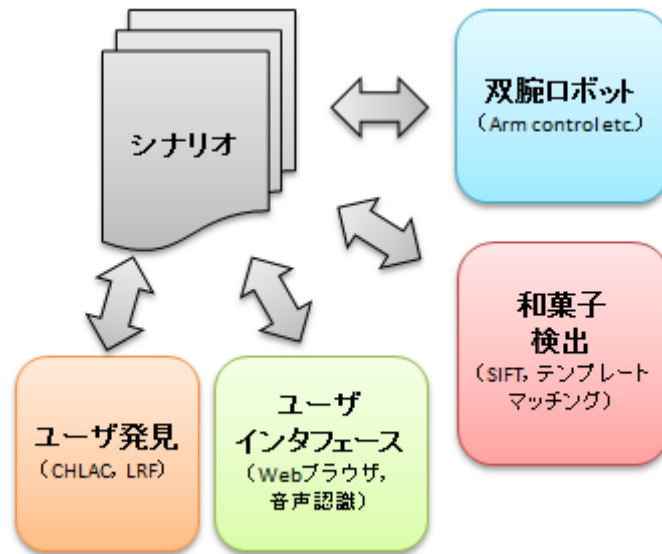 シナリオ
双腕ロボット
（Arm control etc.）
和菓子
検出
（SIFT，テンプレート
マッチング）
ユーザ発見
（CHLAC，LRF）
ユーザ
インタフェース
（Webブラウザ，
音声認識）